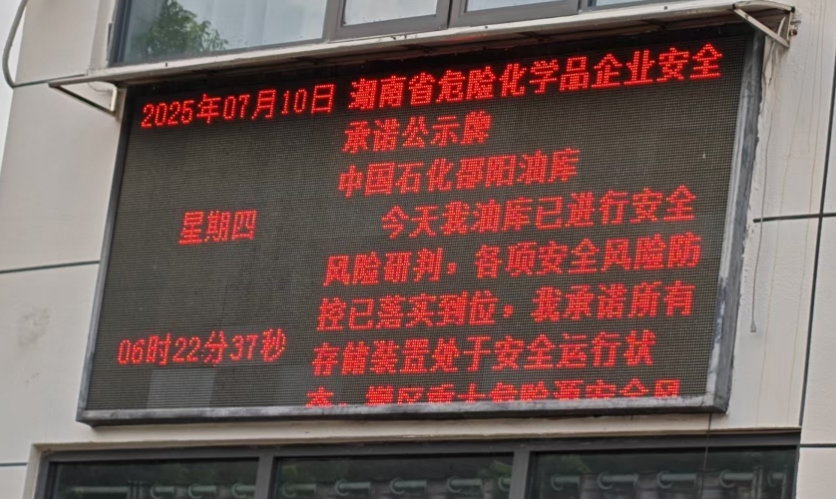 2025年07月10日
星期四
06时22分37秒
湖南省危险化学品企业安全
承诺公示牌
中国石化邵阳油库
今天我油库已进行安全
风险研判，各项安全风险防
控已落实到位，我承诺所有
存储装置处于安全运行状